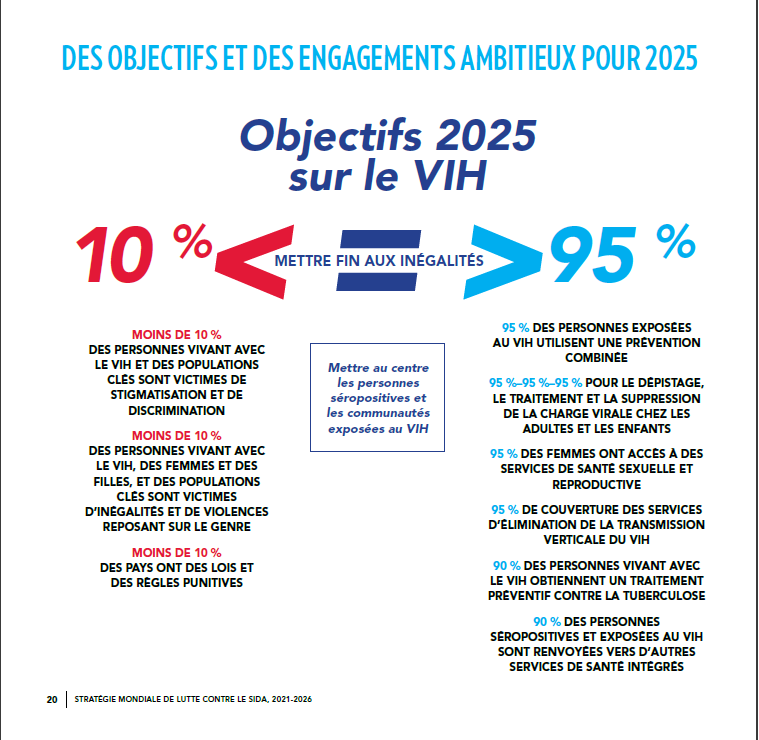 DES OBJECTIFS ET DES ENGAGEMENTS AMBITIEUX POUR 2025
Objectifs 2025
sur le VIH
10 % < = > 95 %
METTRE FIN AUX INÉGALITÉS
MOINS DE 10 %
DES PERSONNES VIVANT AVEC
LE VIH ET DES POPULATIONS
CLÉS SONT VICTIMES DE
STIGMATISATION ET DE
DISCRIMINATION
MOINS DE 10 %
DES PERSONNES VIVANT AVEC
LE VIH, DES FEMMES ET DES
FILLES, ET DES POPULATIONS
CLÉS SONT VICTIMES
D’INÉGALITÉS ET DE VIOLENCES
REPOSANT SUR LE GENRE
MOINS DE 10 %
DES PAYS ONT DES LOIS ET
DES RÈGLES PUNITIVES
Mettre au centre
les personnes
séropositives et
les communautés
exposées au VIH
95 % DES PERSONNES EXPOSÉES
AU VIH UTILISENT UNE PRÉVENTION
COMBINÉE
95 %–95 %–95 % POUR LE DÉPISTAGE,
LE TRAITEMENT ET LA SUPPRESSION
DE LA CHARGE VIRALE CHEZ LES
ADULTES ET LES ENFANTS
95 % DES FEMMES ONT ACCÈS À DES
SERVICES DE SANTÉ SEXUELLE ET
REPRODUCTIVE
95 % DE COUVERTURE DES SERVICES
D’ÉLIMINATION DE LA TRANSMISSION
VERTICALE DU VIH
90 % DES PERSONNES VIVANT AVEC
LE VIH OBTIENNENT UN TRAITEMENT
PRÉVENTIF CONTRE LA TUBERCULOSE
90 % DES PERSONNES
SÉROPOSITIVES ET EXPOSÉES AU VIH
SONT RENVOYÉES VERS D’AUTRES
SERVICES DE SANTÉ INTÉGRÉS
20 STRATÉGIE MONDIALE DE LUTTE CONTRE LE SIDA, 2021-2026